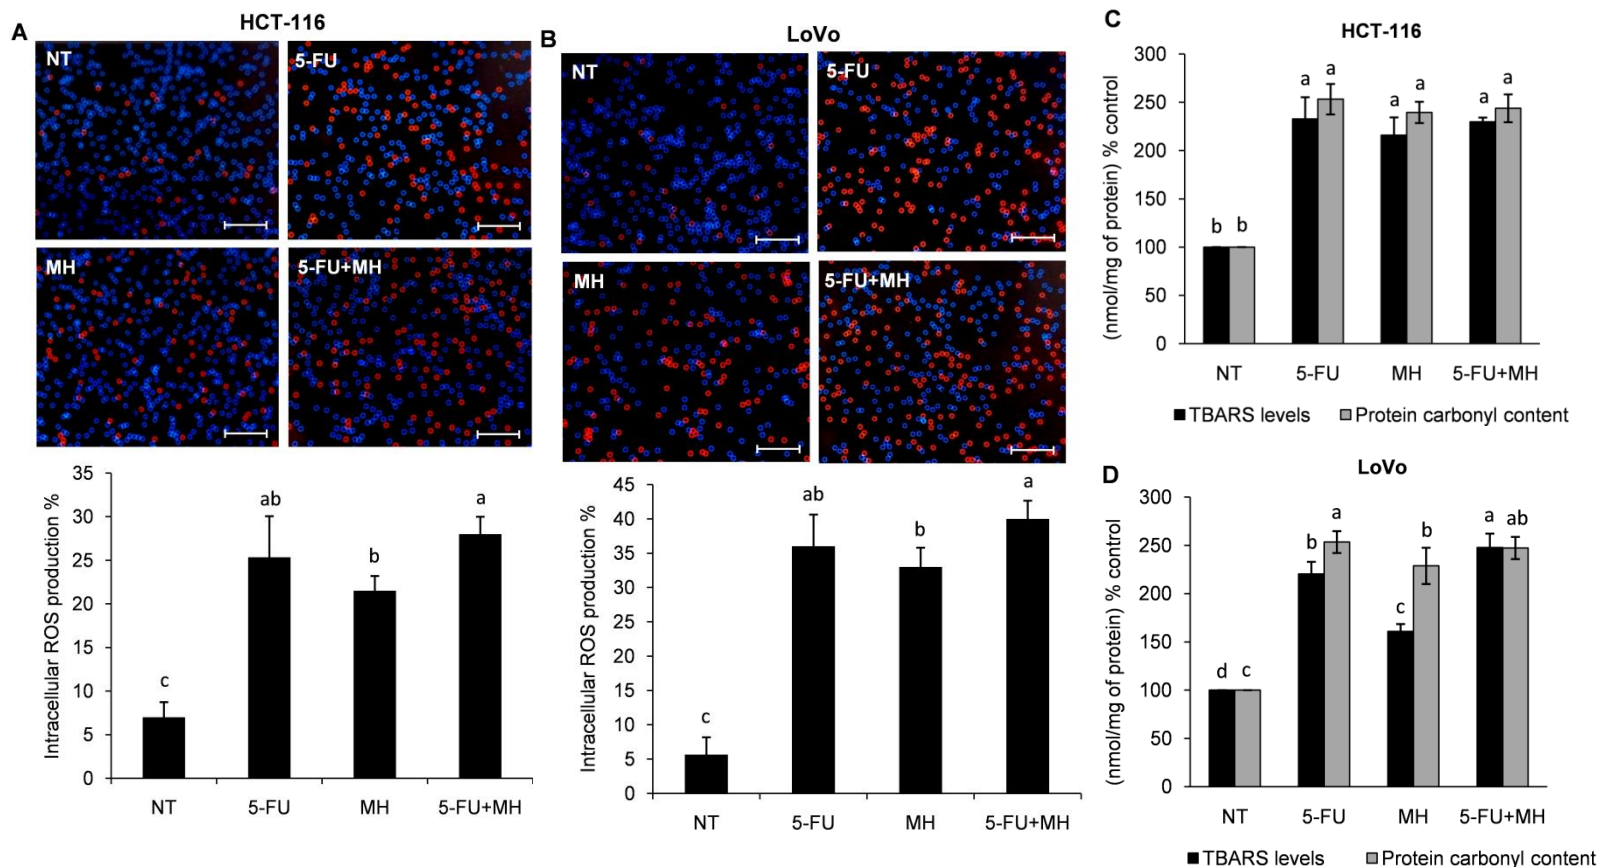 A
HCT-116
NT
5-FU
MH
5-FU+MH
Intracellular ROS production %
35
30
25
20
15
10
5
0
c
ab
b
a
NT
5-FU
MH
5-FU+MH
B
LoVo
NT
5-FU
MH
5-FU+MH
Intracellular ROS production %
45
40
35
30
25
20
15
10
5
0
c
ab
b
a
NT
5-FU
MH
5-FU+MH
C
HCT-116
(nmol/mg of protein) % control
300
250
200
150
100
50
0
b b
a a
a a
a a
NT
5-FU
MH
5-FU+MH
TBARS levels
Protein carbonyl content
D
LoVo
(nmol/mg of protein) % control
300
250
200
150
100
50
0
d c
b a
c b
a ab
NT
5-FU
MH
5-FU+MH
TBARS levels
Protein carbonyl content